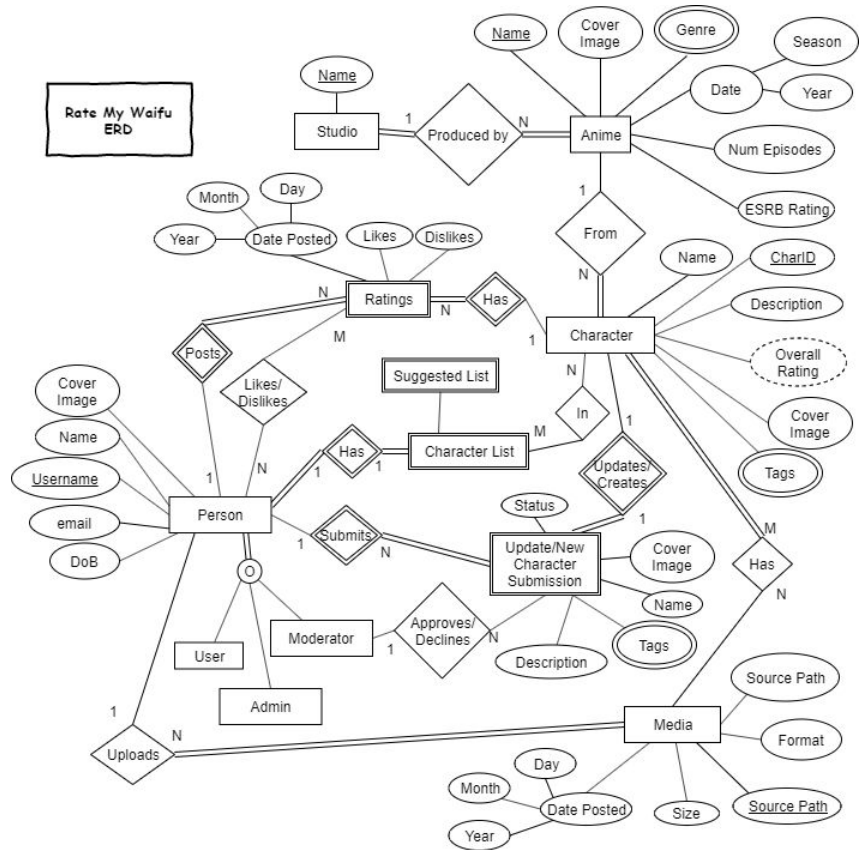 Rate My Waifu
ERD
Name
Studio
1
Produced by
N
Name
Cover
Image
Genre
Anime
Date
Season
Year
Num Episodes
ESRB Rating
1
From
N
Month
Day
Year
Date Posted
Likes
Dislikes
Ratings
N
N
Has
1
M
Name
CharID
Description
Overall
Rating
Cover
Image
Tags
Character
Posts
Likes/
Dislikes
Suggested List
N
In
M
Character List
Has
1
1
1
N
Cover
Image
Name
Username
email
DoB
Person
1
Updates/
Creates
1
1
Submits
N
Status
Update/New
Character
Submission
Cover
Image
Name
Tags
Description
M
Has
N
O
User
Admin
Moderator
1
Approves/
Declines
N
1
Uploads
N
Media
Source Path
Format
Source Path
Size
Date Posted
Day
Month
Year